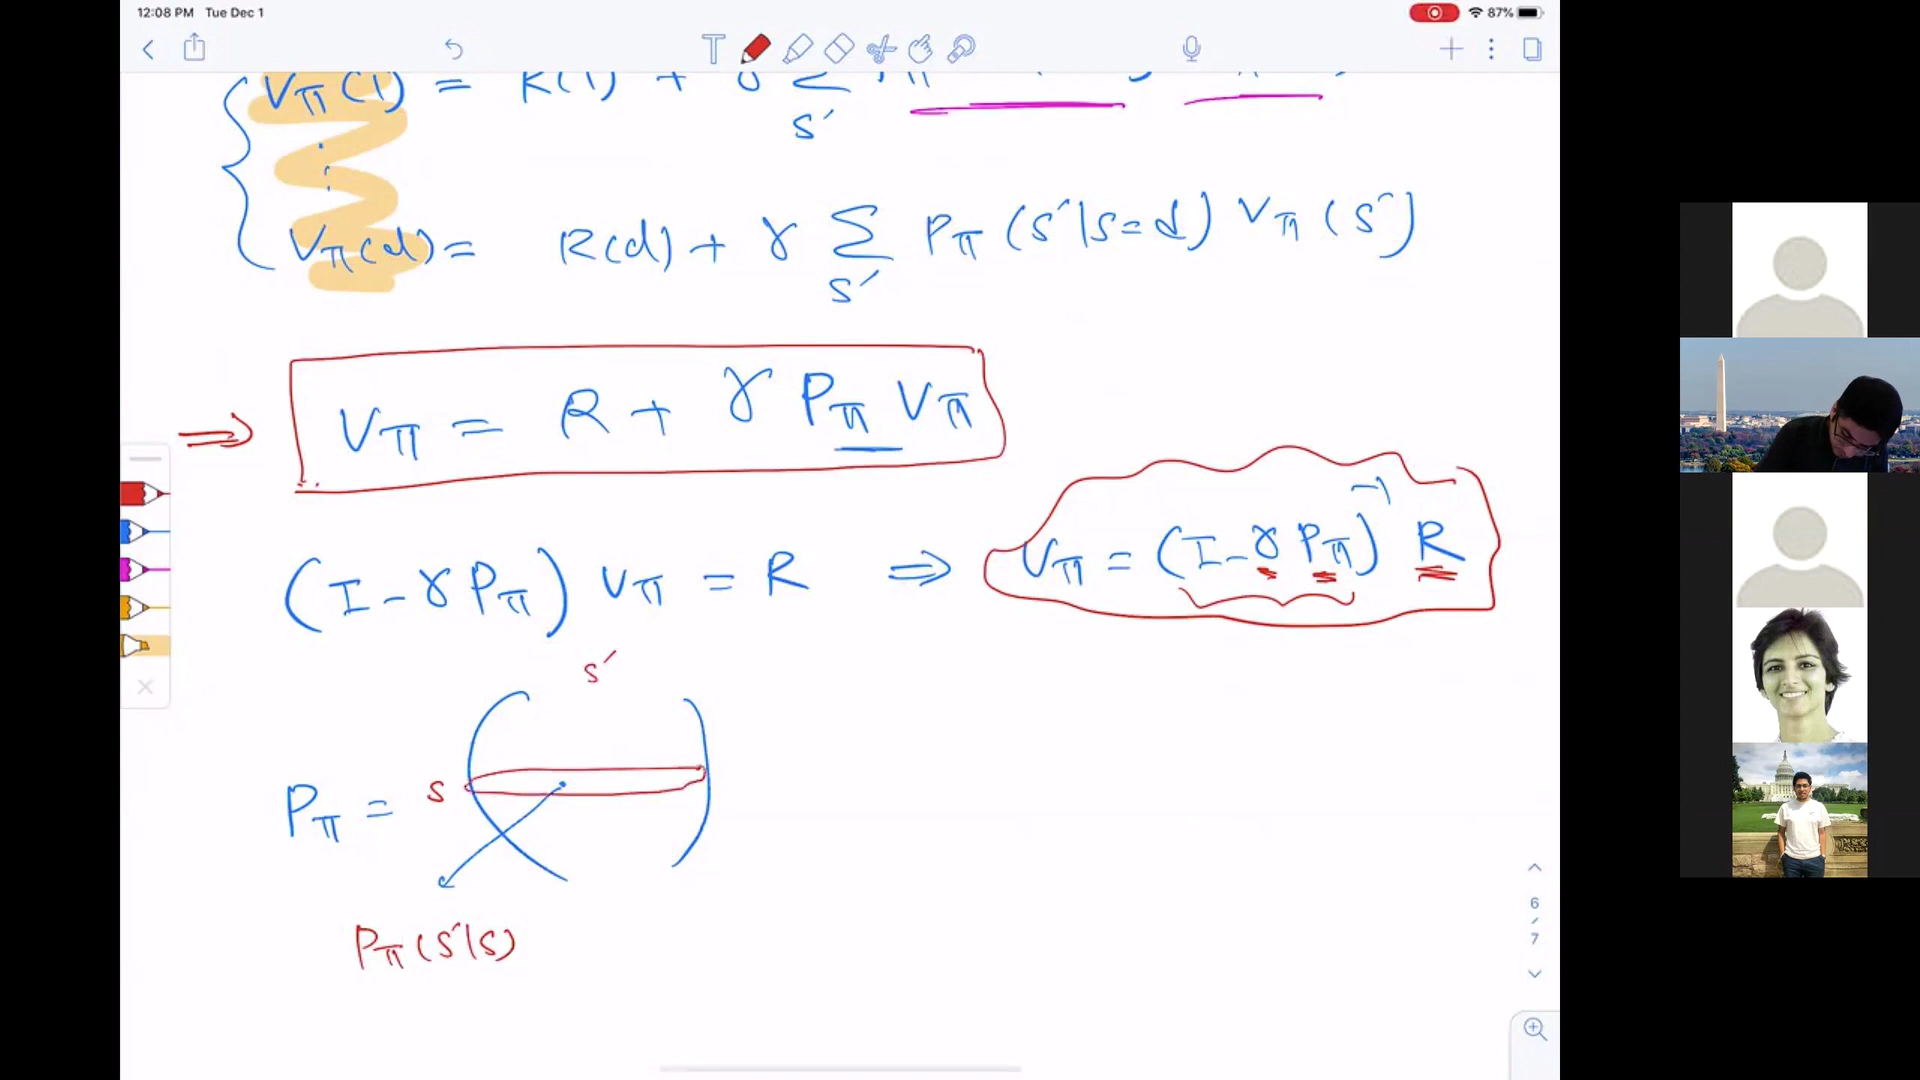 12:08 PM Tue Dec 1
87%
T
Vπ(1) = R(1) + γ Σ
s′
⋮
Vπ(d) = R(d) + γ Σ Pπ (s′|s=d) Vπ (s′)
s′
⇒ Vπ = R + γ Pπ Vπ
(I - γ Pπ) Vπ = R ⇒ Vπ = (I - γ Pπ)⁻¹ R
s′
Pπ = s ( )
Pπ (s′|s)
6
/
7